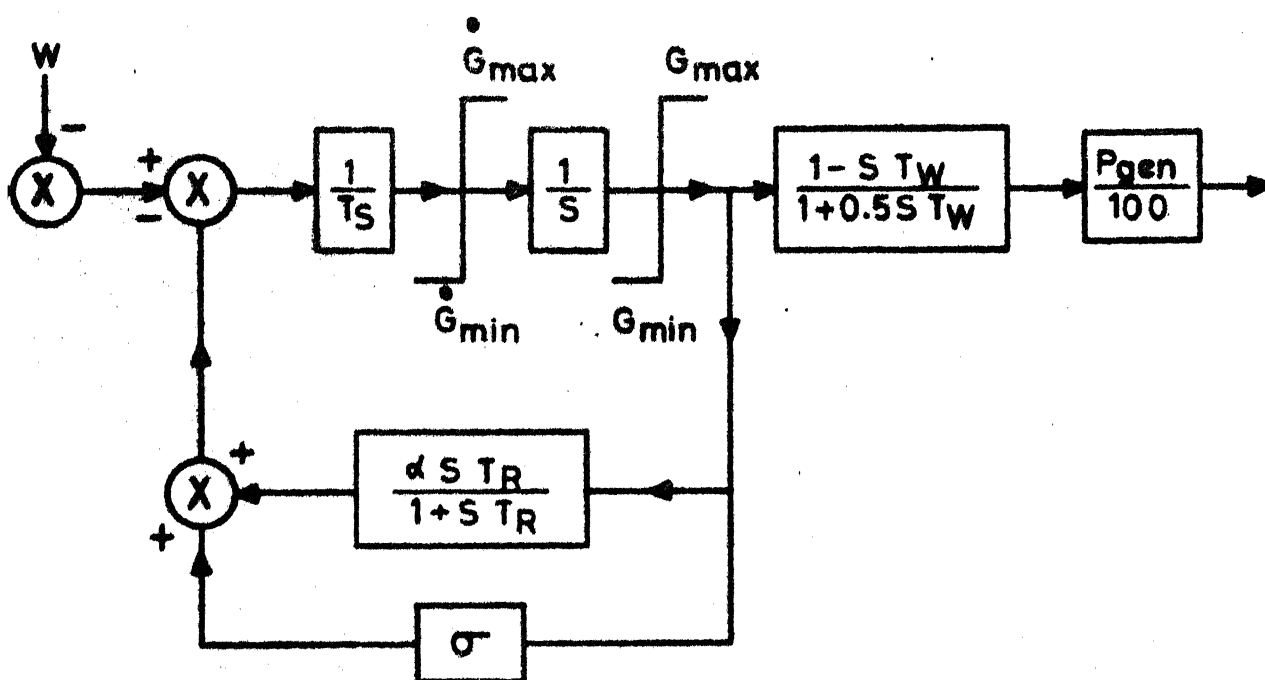 W
Ġmax
Gmax
−
+
−
X
X
1/TS
1/S
1 - S TW / 1+0.5 S TW
Pgen / 100
Ġmin
Gmin
+
α S TR / 1 + S TR
X
+
σ